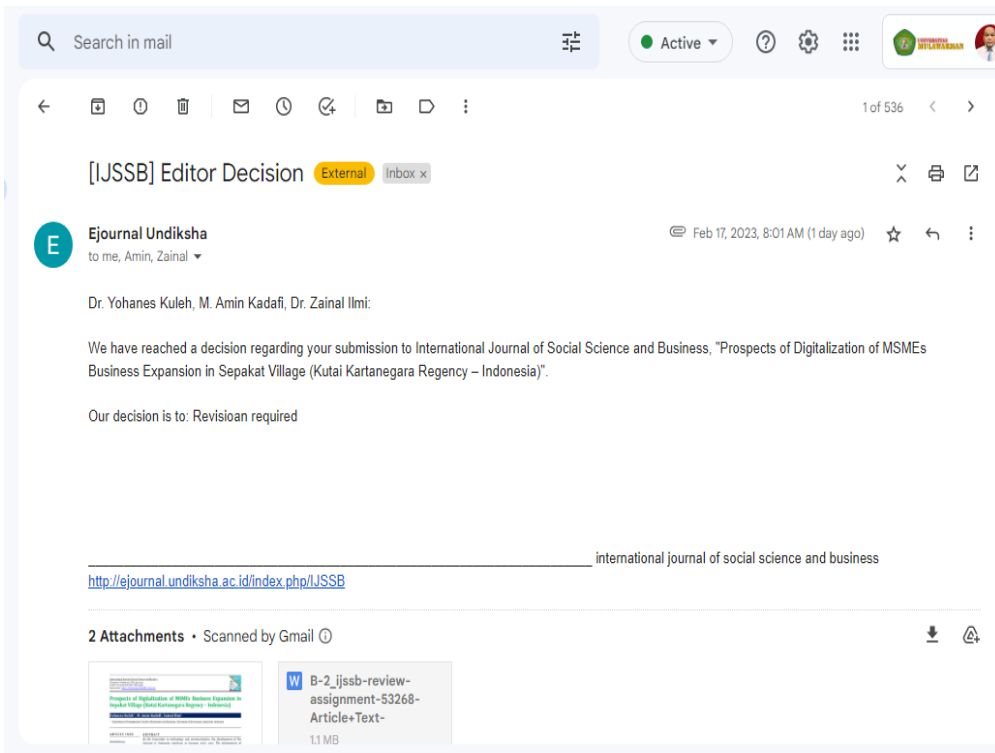 Search in mail
Active
UNIVERSITAS
MULAWARMAN
1 of 536
[IJSSB] Editor Decision External Inbox x
E
Ejournal Undiksha
Feb 17, 2023, 8:01 AM (1 day ago)
to me, Amin, Zainal
Dr. Yohanes Kuleh, M. Amin Kadafi, Dr. Zainal Ilmi:
We have reached a decision regarding your submission to International Journal of Social Science and Business, "Prospects of Digitalization of MSMEs
Business Expansion in Sepakat Village (Kutai Kartanegara Regency – Indonesia)".
Our decision is to: Revisioan required
________________________________________________________________________ international journal of social science and business
http://ejournal.undiksha.ac.id/index.php/IJSSB
2 Attachments • Scanned by Gmail
Prospects of Digitalization of MSMEs Business Expansion in
Sepakat Village (Kutai Kartanegara Regency - Indonesia)
W B-2_ijssb-review-
assignment-53268-
Article+Text-
1.1 MB